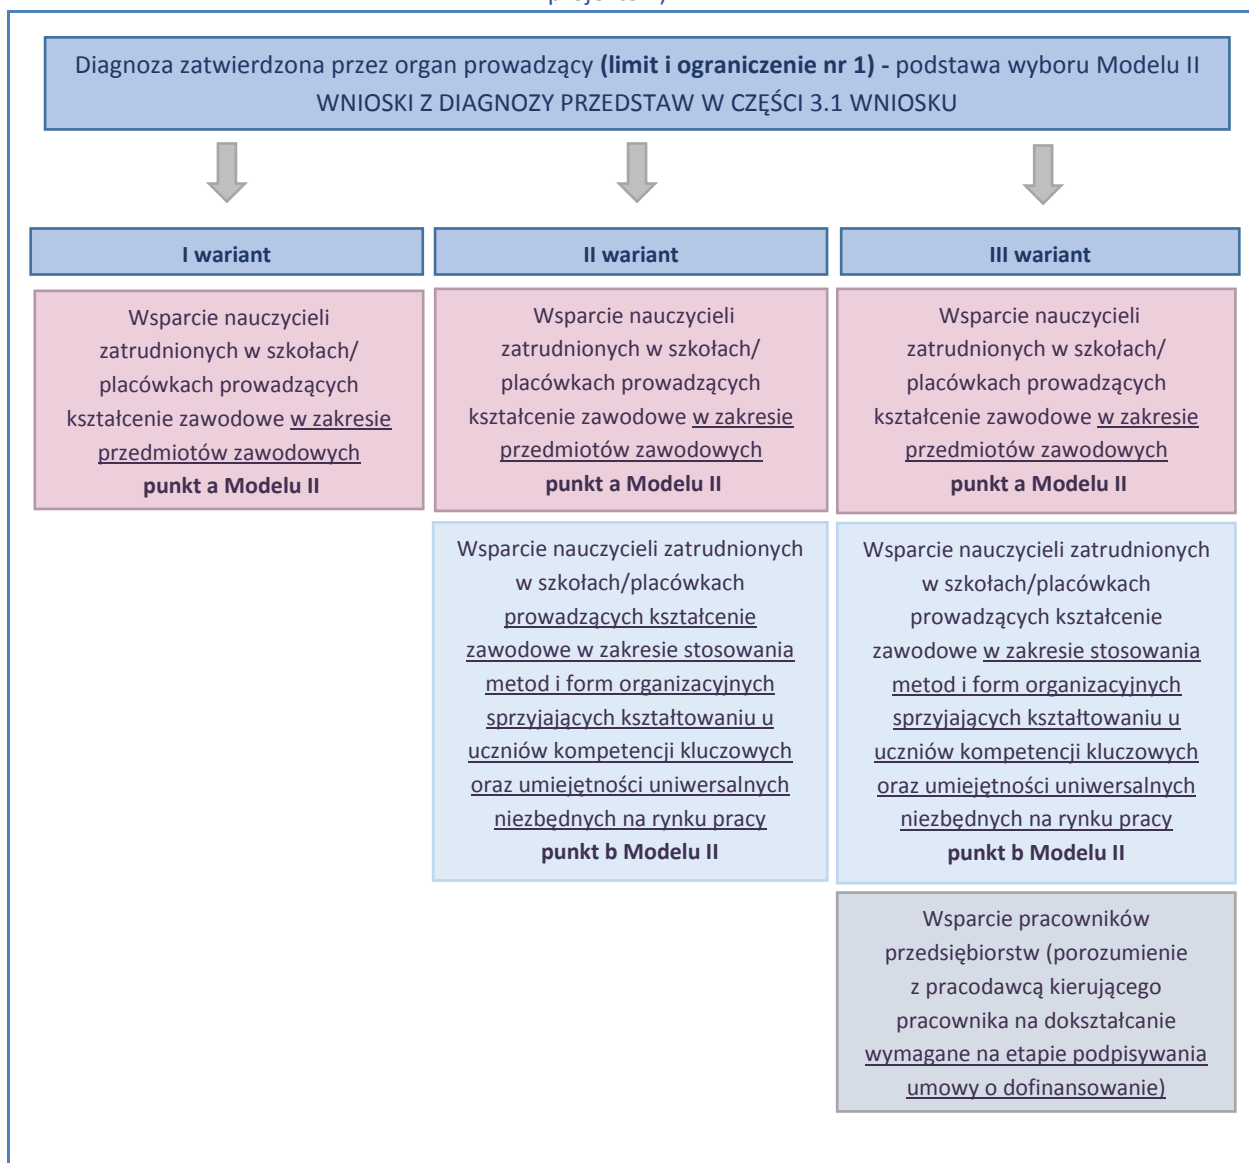 Diagnoza zatwierdzona przez organ prowadzący (limit i ograniczenie nr 1) - podstawa wyboru Modelu II
WNIOSKI Z DIAGNOZY PRZEDSTAW W CZĘŚCI 3.1 WNIOSKU
I wariant
Wsparcie nauczycieli
zatrudnionych w szkołach/
placówkach prowadzących
kształcenie zawodowe w zakresie
przedmiotów zawodowych
punkt a Modelu II
II wariant
Wsparcie nauczycieli
zatrudnionych w szkołach/
placówkach prowadzących
kształcenie zawodowe w zakresie
przedmiotów zawodowych
punkt a Modelu II
Wsparcie nauczycieli zatrudnionych
w szkołach/placówkach
prowadzących kształcenie
zawodowe w zakresie stosowania
metod i form organizacyjnych
sprzyjających kształtowaniu u
uczniów kompetencji kluczowych
oraz umiejętności uniwersalnych
niezbędnych na rynku pracy
punkt b Modelu II
III wariant
Wsparcie nauczycieli
zatrudnionych w szkołach/
placówkach prowadzących
kształcenie zawodowe w zakresie
przedmiotów zawodowych
punkt a Modelu II
Wsparcie nauczycieli zatrudnionych
w szkołach/placówkach
prowadzących kształcenie
zawodowe w zakresie stosowania
metod i form organizacyjnych
sprzyjających kształtowaniu u
uczniów kompetencji kluczowych
oraz umiejętności uniwersalnych
niezbędnych na rynku pracy
punkt b Modelu II
Wsparcie pracowników
przedsiębiorstw (porozumienie
z pracodawcą kierującego
pracownika na dokształcanie
wymagane na etapie podpisywania
umowy o dofinansowanie)